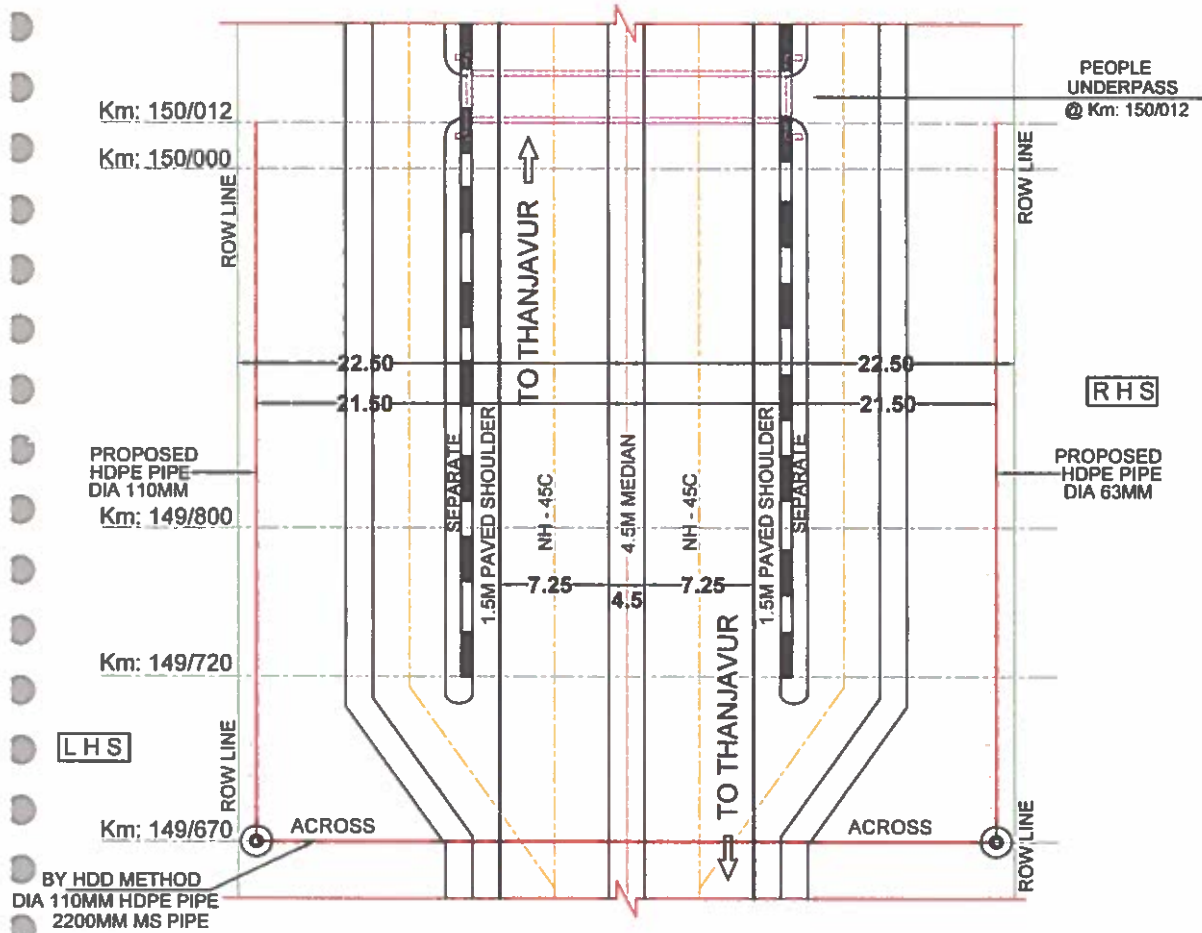 PEOPLE
UNDERPASS
@ Km: 150/012
Km: 150/012
Km: 150/000
ROW LINE
ROW LINE
TO THANJAVUR
22.50
22.50
21.50
21.50
RHS
PROPOSED
HDPE PIPE
DIA 110MM
PROPOSED
HDPE PIPE
DIA 63MM
SEPARATE
1.5M PAVED SHOULDER
NH - 45C
4.5M MEDIAN
NH - 45C
1.5M PAVED SHOULDER
SEPARATE
Km: 149/800
7.25
4.5
7.25
Km: 149/720
TO THANJAVUR
LHS
ROW LINE
ROW LINE
Km: 149/670
ACROSS
ACROSS
BY HDD METHOD
DIA 110MM HDPE PIPE
2200MM MS PIPE